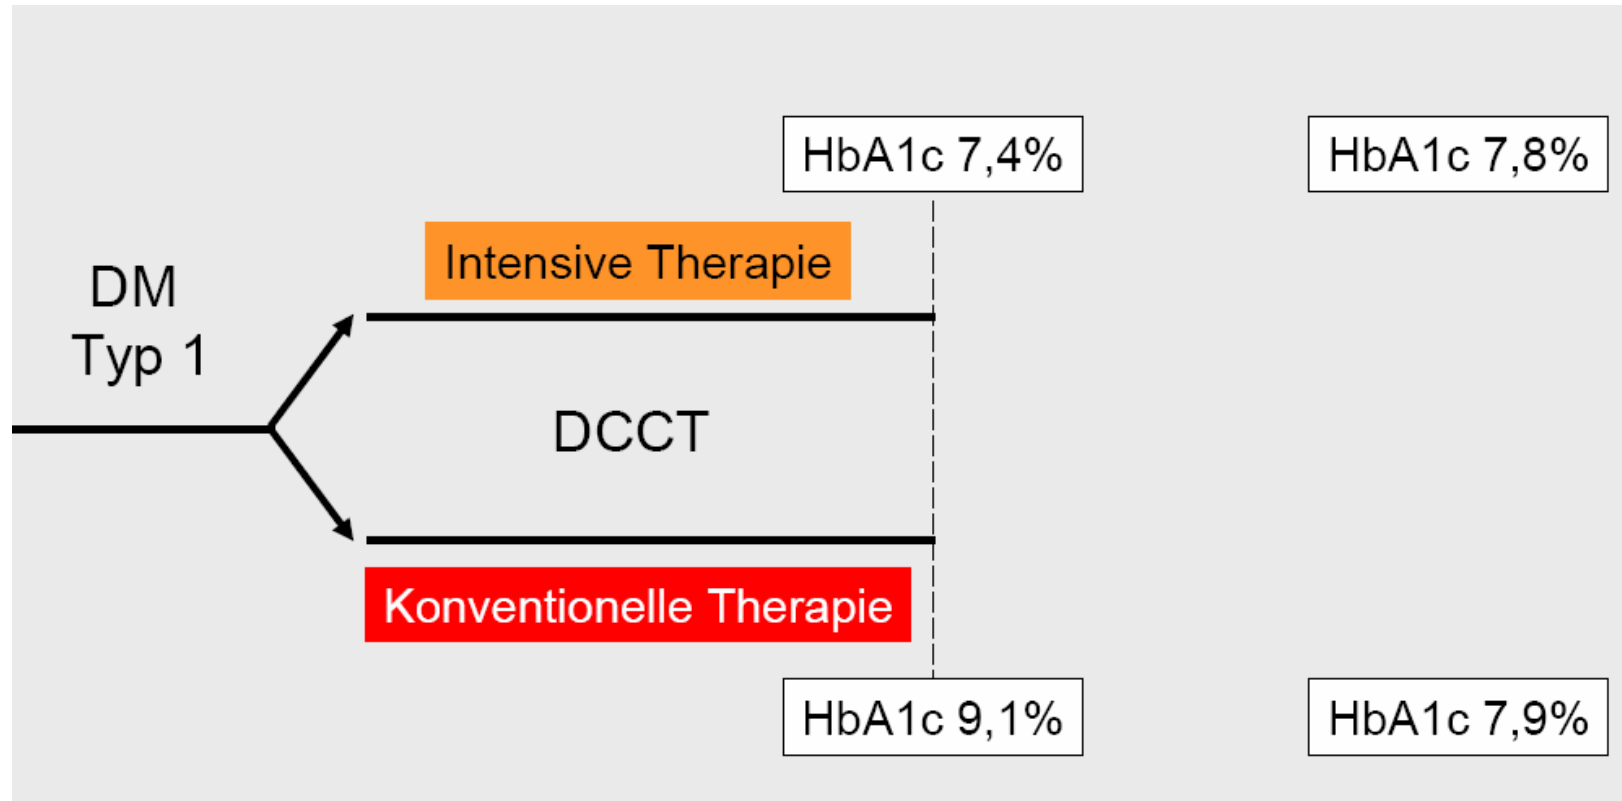 HbA1c 7,4%
HbA1c 7,8%
Intensive Therapie
DM
Typ 1
DCCT
Konventionelle Therapie
HbA1c 9,1%
HbA1c 7,9%